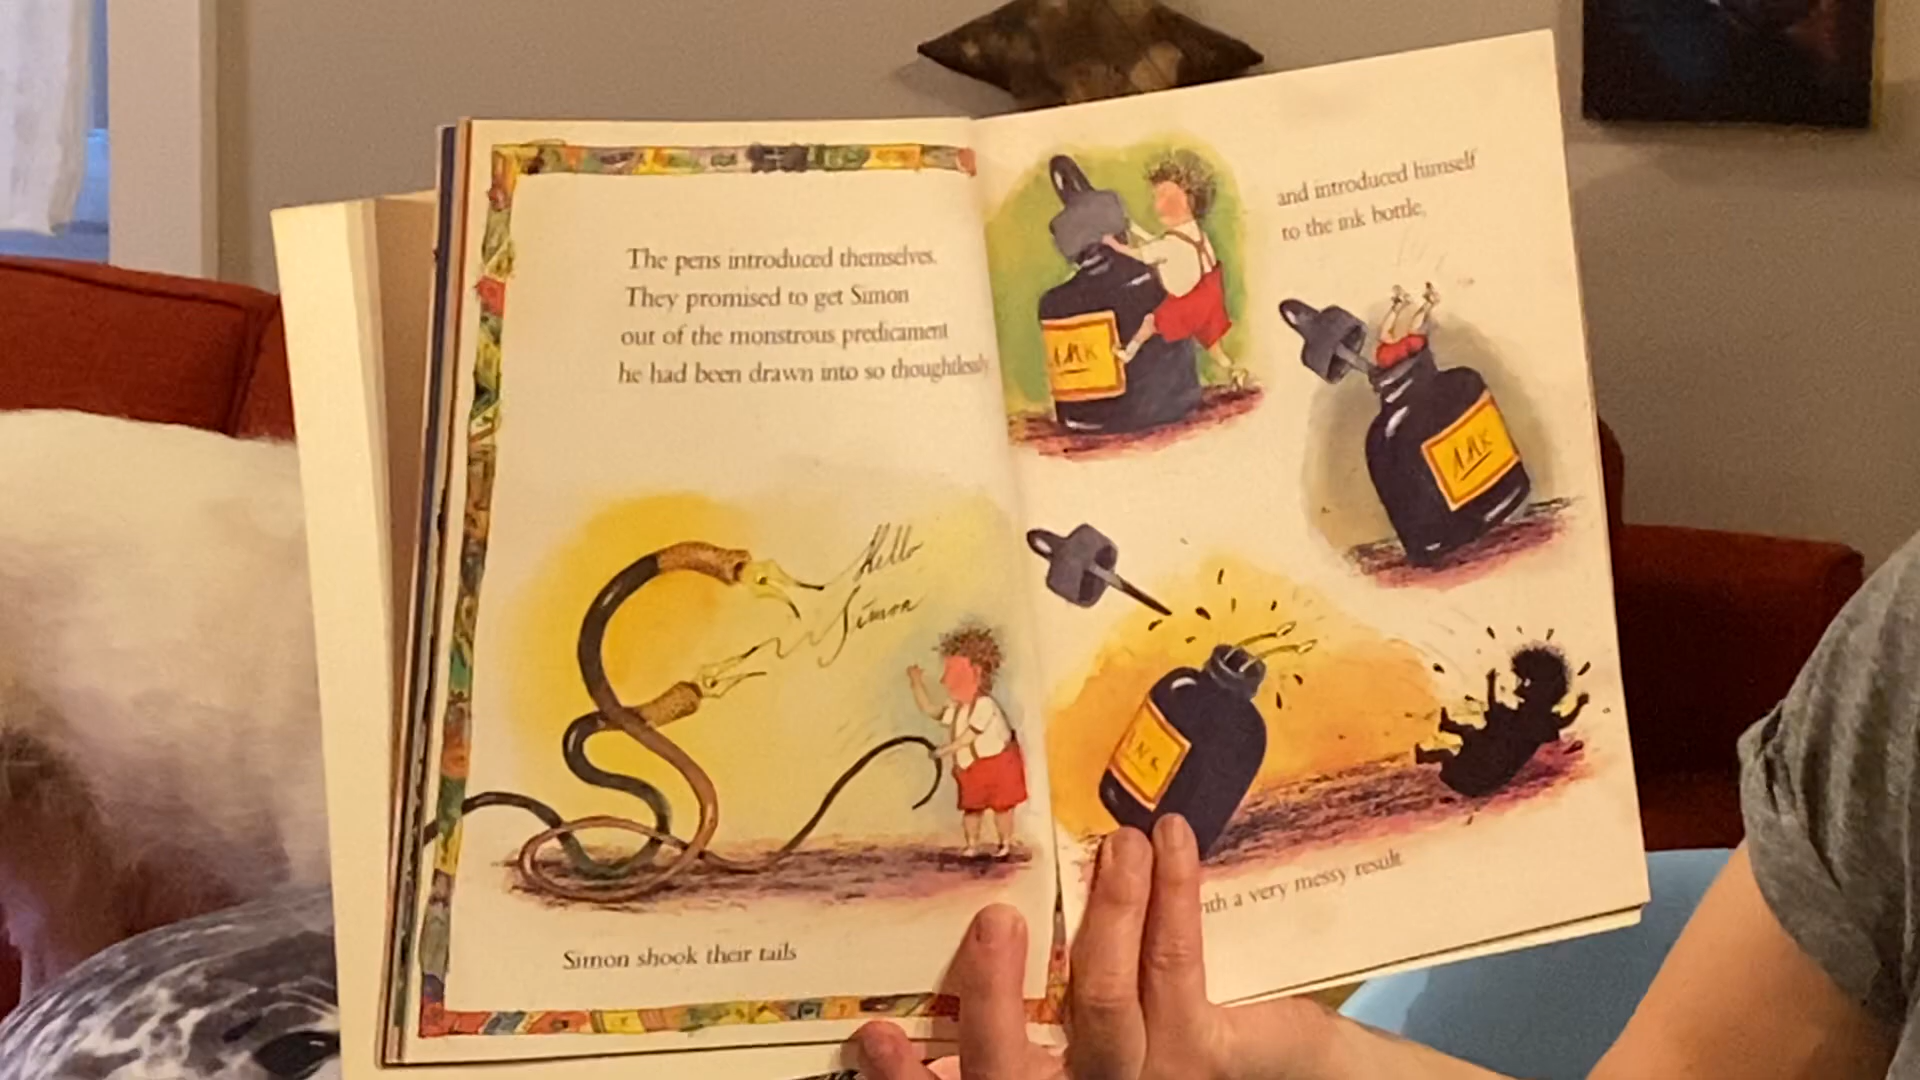 The pens introduced themselves.
They promised to get Simon
out of the monstrous predicament
he had been drawn into so thoughtlessly
Hello
Simon
Simon shook their tails
and introduced himself
to the ink bottle,
INK
INK
INK
with a very messy result